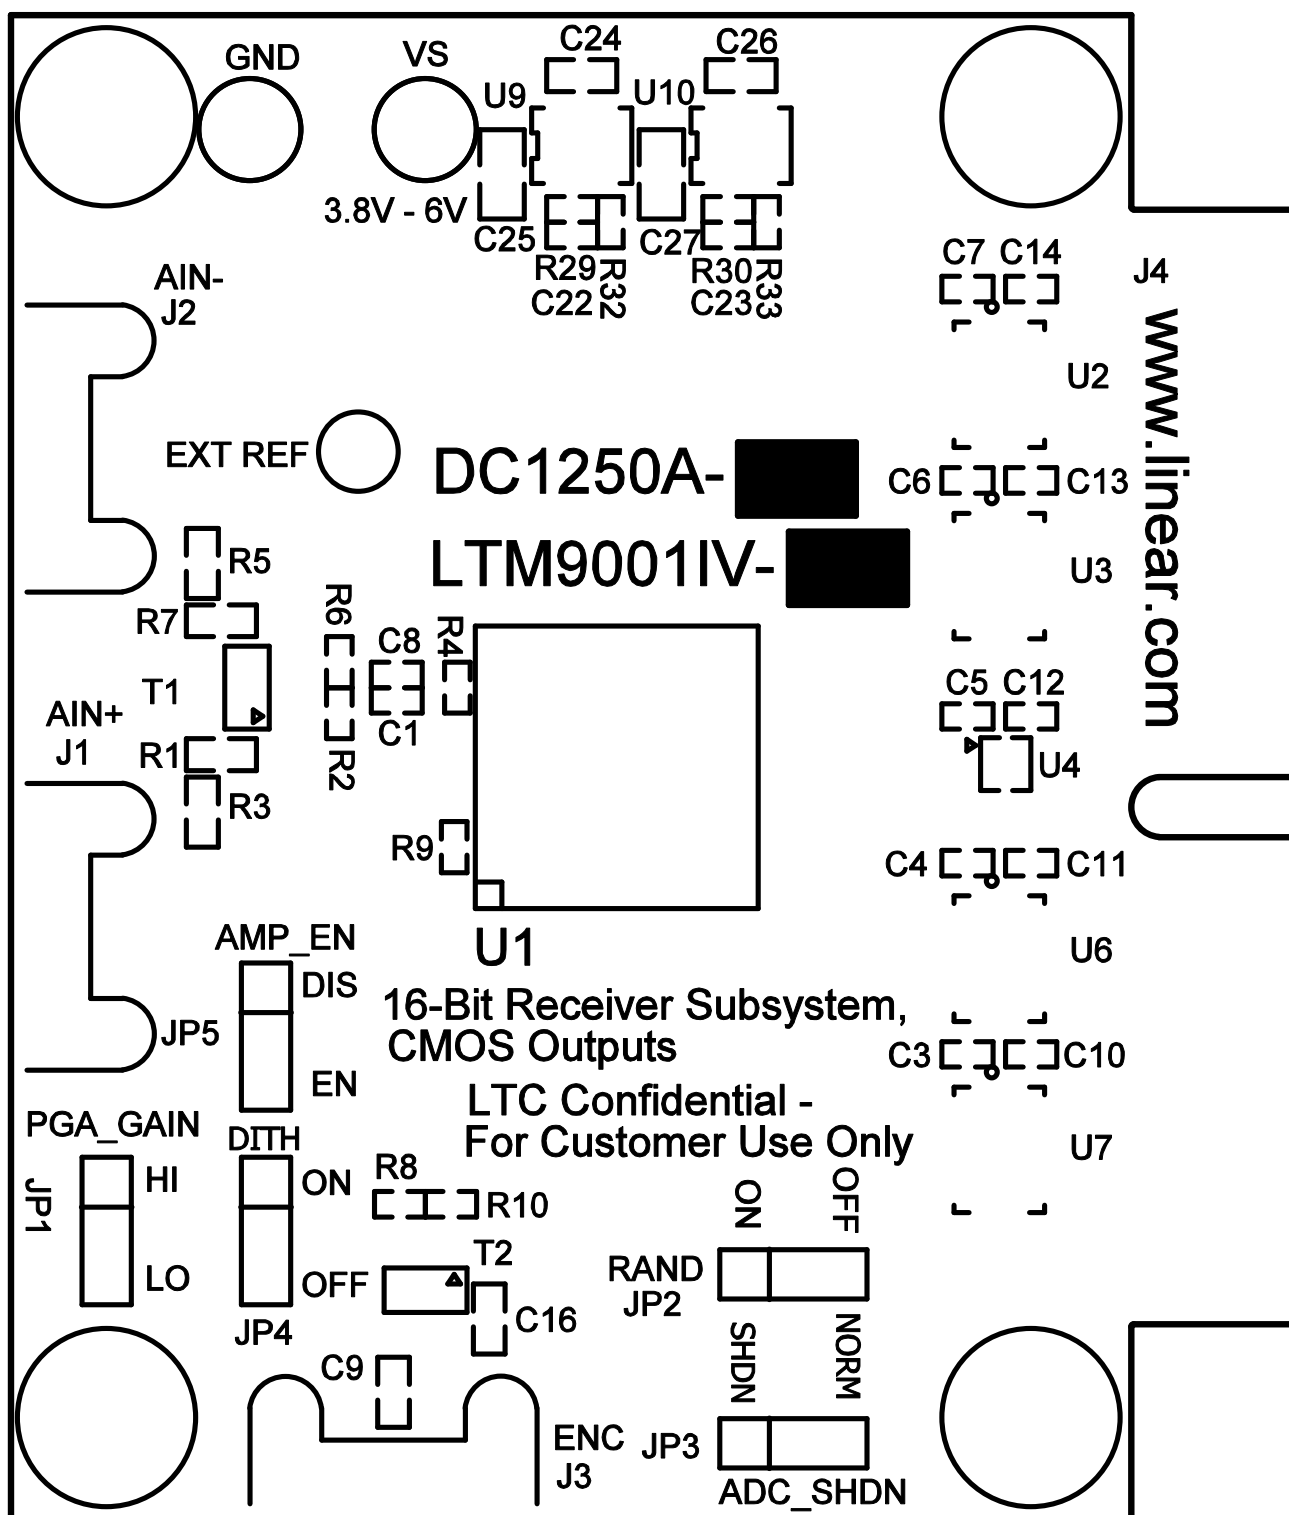 GND
VS
3.8V - 6V
U9
C24
U10
C26
C25
R29
C22
R32
C27
R30
C23
R33
C7
C14
J4
www.linear.com
AIN-
J2
U2
EXT REF
DC1250A-
C6
C13
LTM9001IV-
U3
R5
R7
R6
C8
R4
T1
C1
R2
AIN+
J1
R1
R3
C5
C12
U4
R9
C4
C11
U1
U6
AMP_EN
DIS
JP5
EN
16-Bit Receiver Subsystem,
CMOS Outputs
C3
C10
LTC Confidential -
For Customer Use Only
U7
PGA_GAIN
HI
JP1
LO
DITH
ON
OFF
JP4
R8
R10
T2
C16
C9
ENC
J3
ON
OFF
RAND
JP2
SHDN
NORM
JP3
ADC_SHDN